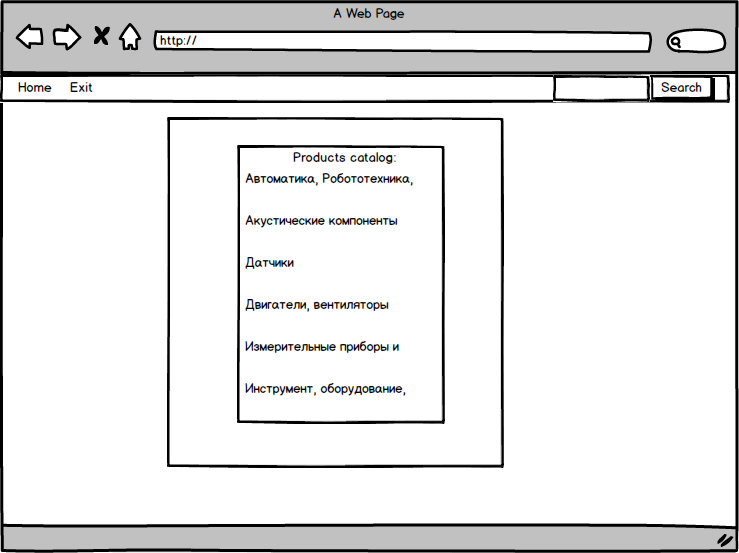 A Web Page
http://
Home Exit Search
Products catalog:
Автоматика, Робототехника,
Акустические компоненты
Датчики
Двигатели, вентиляторы
Измерительные приборы и
Инструмент, оборудование,